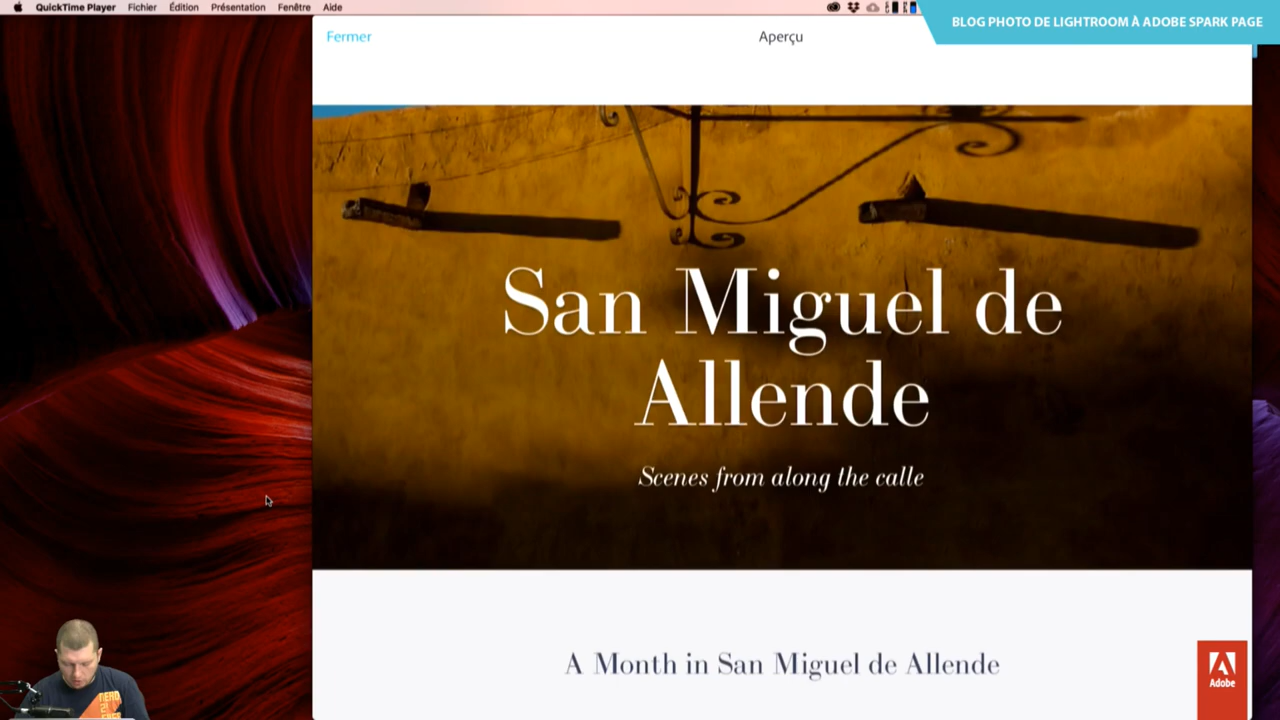 QuickTime Player Fichier Édition Présentation Fenêtre Aide
BLOG PHOTO DE LIGHTROOM À ADOBE SPARK PAGE
Fermer
Aperçu
San Miguel de
Allende
Scenes from along the calle
A Month in San Miguel de Allende
Adobe